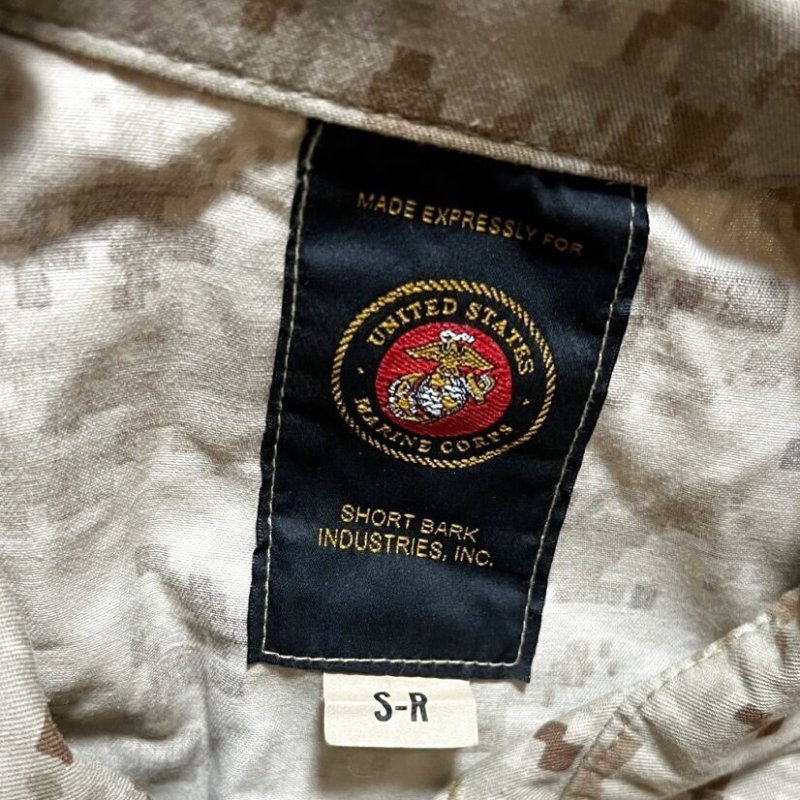 MADE EXPRESSLY FOR
UNITED STATES
MARINE CORPS
SHORT BARK
INDUSTRIES, INC.
S-R